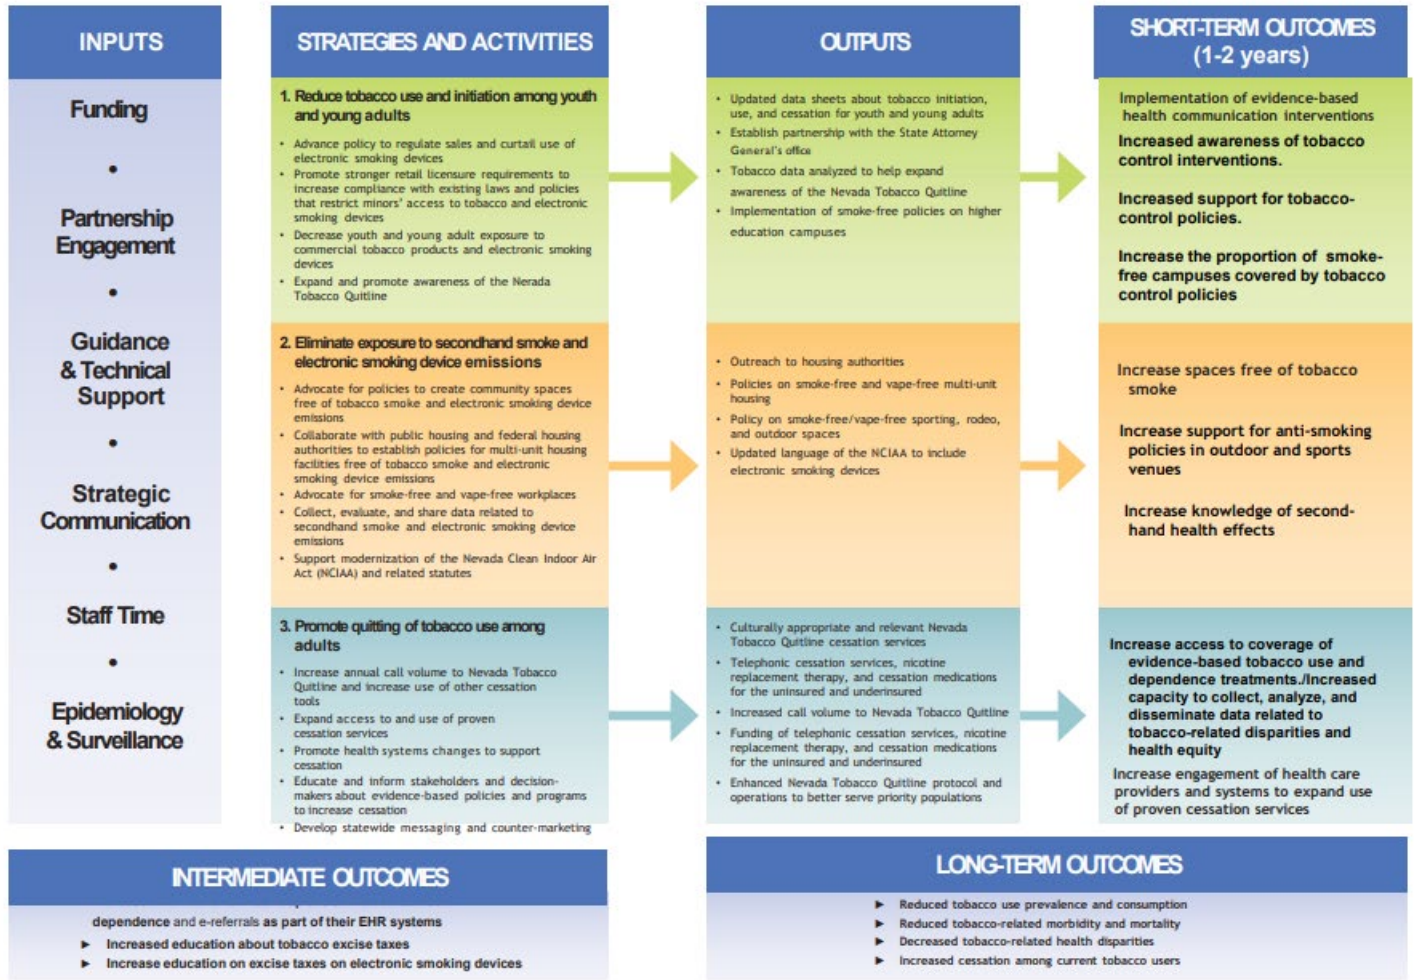 INPUTS
Funding
•
Partnership
Engagement
•
Guidance
& Technical
Support
•
Strategic
Communication
•
Staff Time
•
Epidemiology
& Surveillance
STRATEGIES AND ACTIVITIES
1. Reduce tobacco use and initiation among youth
and young adults
• Advance policy to regulate sales and curtail use of
electronic smoking devices
• Promote stronger retail licensure requirements to
increase compliance with existing laws and policies
that restrict minors’ access to tobacco and electronic
smoking devices
• Decrease youth and young adult exposure to
commercial tobacco products and electronic smoking
devices
• Expand and promote awareness of the Nerada
Tobacco Quitline
2. Eliminate exposure to secondhand smoke and
electronic smoking device emissions
• Advocate for policies to create community spaces
free of tobacco smoke and electronic smoking device
emissions
• Collaborate with public housing and federal housing
authorities to establish policies for multi-unit housing
facilities free of tobacco smoke and electronic
smoking device emissions
• Advocate for smoke-free and vape-free workplaces
• Collect, evaluate, and share data related to
secondhand smoke and electronic smoking device
emissions
• Support modernization of the Nevada Clean Indoor Air
Act (NCIAA) and related statutes
3. Promote quitting of tobacco use among
adults
• Increase annual call volume to Nevada Tobacco
Quitline and increase use of other cessation
tools
• Expand access to and use of proven
cessation services
• Promote health systems changes to support
cessation
• Educate and inform stakeholders and decision-
makers about evidence-based policies and programs
to increase cessation
• Develop statewide messaging and counter-marketing
OUTPUTS
• Updated data sheets about tobacco initiation,
use, and cessation for youth and young adults
• Establish partnership with the State Attorney
General’s office
• Tobacco data analyzed to help expand
awareness of the Nevada Tobacco Quitline
• Implementation of smoke-free policies on higher
education campuses
• Outreach to housing authorities
• Policies on smoke-free and vape-free multi-unit
housing
• Policy on smoke-free/vape-free sporting, rodeo,
and outdoor spaces
• Updated language of the NCIAA to include
electronic smoking devices
• Culturally appropriate and relevant Nevada
Tobacco Quitline cessation services
• Telephonic cessation services, nicotine
replacement therapy, and cessation medications
for the uninsured and underinsured
• Increased call volume to Nevada Tobacco Quitline
• Funding of telephonic cessation services, nicotine
replacement therapy, and cessation medications
for the uninsured and underinsured
• Enhanced Nevada Tobacco Quitline protocol and
operations to better serve priority populations
SHORT-TERM OUTCOMES
(1-2 years)
Implementation of evidence-based
health communication interventions
Increased awareness of tobacco
control interventions.
Increased support for tobacco-
control policies.
Increase the proportion of smoke-
free campuses covered by tobacco
control policies
Increase spaces free of tobacco
smoke
Increase support for anti-smoking
policies in outdoor and sports
venues
Increase knowledge of second-
hand health effects
Increase access to coverage of
evidence-based tobacco use and
dependence treatments./Increased
capacity to collect, analyze, and
disseminate data related to
tobacco-related disparities and
health equity
Increase engagement of health care
providers and systems to expand use
of proven cessation services
INTERMEDIATE OUTCOMES
dependence and e-referrals as part of their EHR systems
► Increased education about tobacco excise taxes
► Increase education on excise taxes on electronic smoking devices
LONG-TERM OUTCOMES
► Reduced tobacco use prevalence and consumption
► Reduced tobacco-related morbidity and mortality
► Decreased tobacco-related health disparities
► Increased cessation among current tobacco users